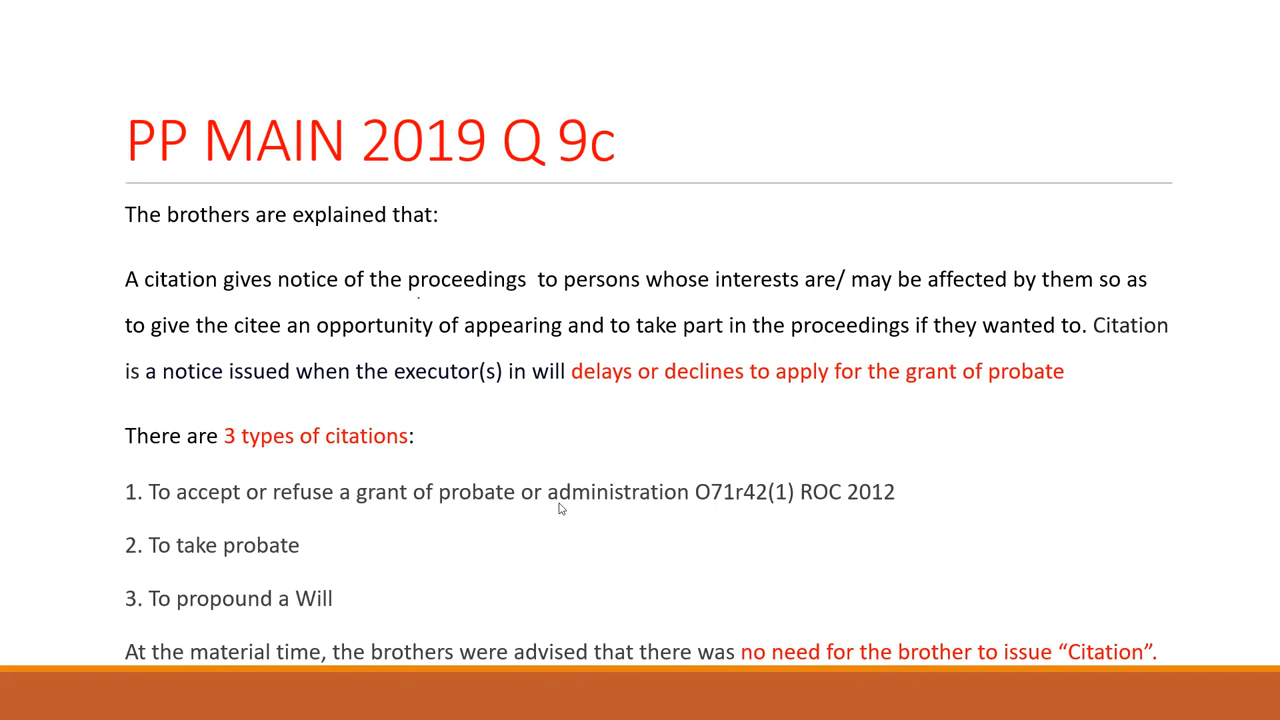 PP MAIN 2019 Q 9c
The brothers are explained that:
A citation gives notice of the proceedings  to persons whose interests are/ may be affected by them so as
to give the citee an opportunity of appearing and to take part in the proceedings if they wanted to. Citation
is a notice issued when the executor(s) in will delays or declines to apply for the grant of probate
There are 3 types of citations:
1. To accept or refuse a grant of probate or administration O71r42(1) ROC 2012
2. To take probate
3. To propound a Will
At the material time, the brothers were advised that there was no need for the brother to issue “Citation”.